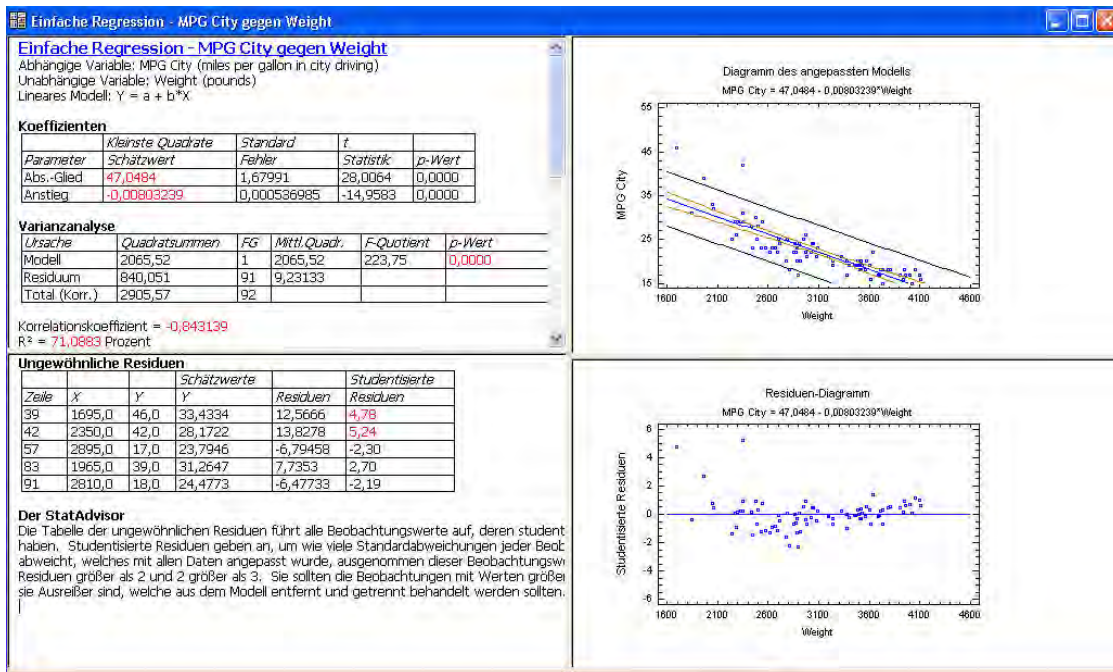 Einfache Regression - MPG City gegen Weight
Einfache Regression - MPG City gegen Weight
Abhängige Variable: MPG City (miles per gallon in city driving)
Unabhängige Variable: Weight (pounds)
Lineares Modell: Y = a + b*X
Koeffizienten
Kleinste Quadrate Standard t
Parameter Schätzwert Fehler Statistik p-Wert
Abs.-Glied 47,0484 1,67991 28,0064 0,0000
Anstieg -0,00803239 0,000536985 -14,9583 0,0000
Varianzanalyse
Ursache Quadratsummen FG Mittl.Quadr. F-Quotient p-Wert
Modell 2065,52 1 2065,52 223,75 0,0000
Residuum 840,051 91 9,23133
Total (Korr.) 2905,57 92
Korrelationskoeffizient = -0,843139
R² = 71,0883 Prozent
Ungewöhnliche Residuen
Schätzwerte Studentisierte
Zeile X Y Y Residuen Residuen
39 1695,0 46,0 33,4334 12,5666 4,78
42 2350,0 42,0 28,1722 13,8278 5,24
57 2895,0 17,0 23,7946 -6,79458 -2,30
83 1965,0 39,0 31,2647 7,7353 2,70
91 2810,0 18,0 24,4773 -6,47733 -2,19
Der StatAdvisor
Die Tabelle der ungewöhnlichen Residuen führt alle Beobachtungswerte auf, deren student
haben. Studentisierte Residuen geben an, um wie viele Standardabweichungen jeder Beob
abweicht, welches mit allen Daten angepasst wurde, ausgenommen dieser Beobachtungsw
Residuen größer als 2 und 2 größer als 3. Sie sollten die Beobachtungen mit Werten größer
sie Ausreißer sind, welche aus dem Modell entfernt und getrennt behandelt werden sollten.
Diagramm des angepassten Modells
MPG City = 47,0484 - 0,00803239*Weight
MPG City
55
45
35
25
15
1600 2100 2600 3100 3600 4100 4600
Weight
Residuen-Diagramm
MPG City = 47,0484 - 0,00803239*Weight
Studentisierte Residuen
6
4
2
0
-2
-4
-6
1600 2100 2600 3100 3600 4100 4600
Weight